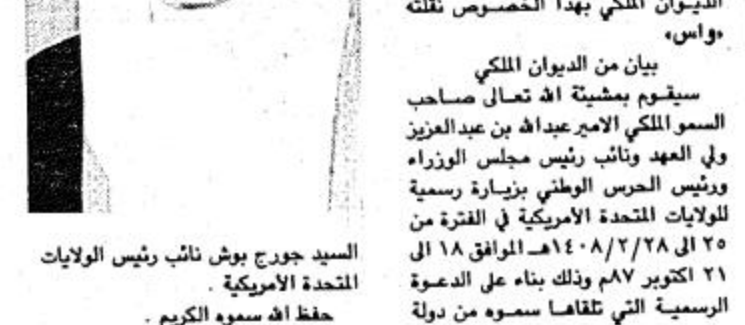 الديوان الملكي بهذا الخصوص نقلته
«واس»
بيان من الديوان الملكي
سيقوم بمشيئة الله تعالى صاحب
السمو الملكي الامير عبدالله بن عبدالعزيز
ولي العهد ونائب رئيس مجلس الوزراء
ورئيس الحرس الوطني بزيارة رسمية
للولايات المتحدة الأمريكية في الفترة من
٢٥ الى ١٤٠٨/٢/٢٨هـ الموافق ١٨ الى
٢١ اكتوبر ٨٧م وذلك بناء على الدعوة
الرسمية التي تلقاها سموه من دولة
السيد جورج بوش نائب رئيس الولايات
المتحدة الأمريكية .
حفظ الله سموه الكريم .